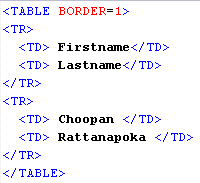 <TABLE BORDER=1>
<TR>
<TD> Firstname</TD>
<TD> Lastname</TD>
</TR>
<TR>
<TD> Choopan </TD>
<TD> Rattanapoka </TD>
</TR>
</TABLE>